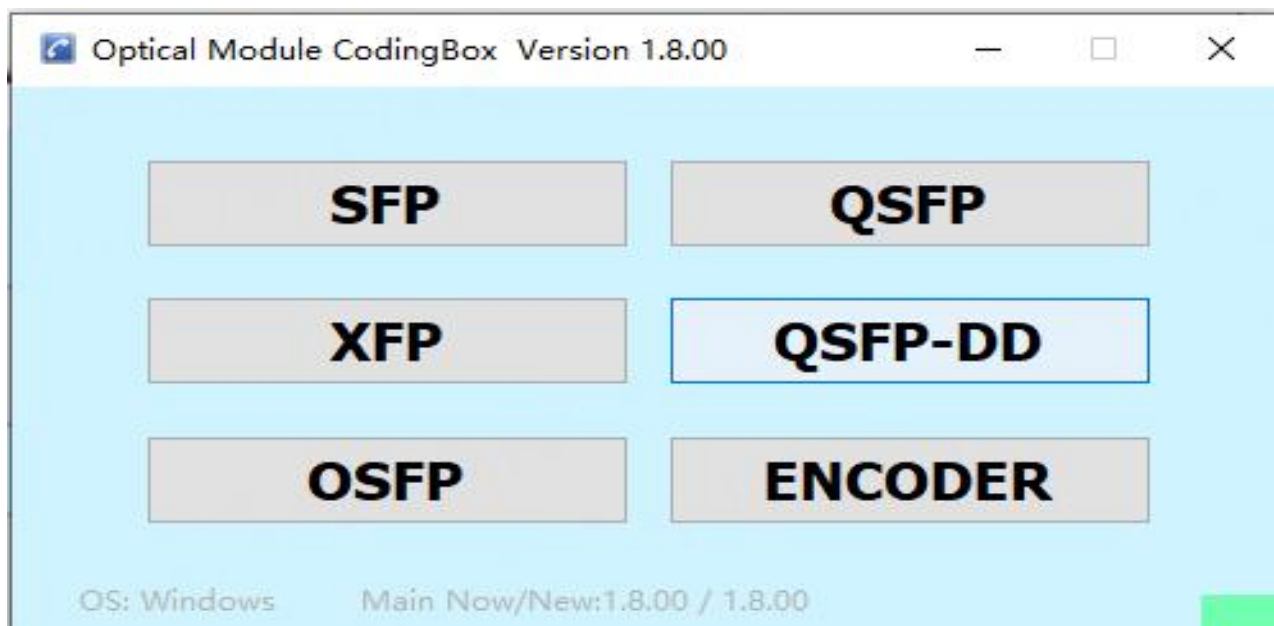 Optical Module CodingBox Version 1.8.00
SFP QSFP
XFP QSFP-DD
OSFP ENCODER
OS: Windows Main Now/New:1.8.00 / 1.8.00